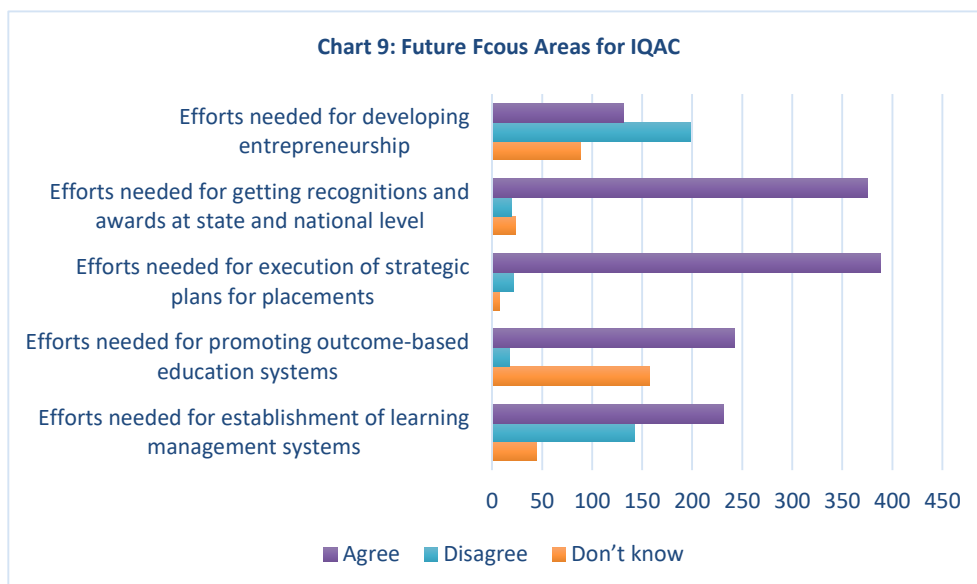 Chart 9: Future Fcous Areas for IQAC
Efforts needed for developing
entrepreneurship
Efforts needed for getting recognitions and
awards at state and national level
Efforts needed for execution of strategic
plans for placements
Efforts needed for promoting outcome-based
education systems
Efforts needed for establishment of learning
management systems
0 50 100 150 200 250 300 350 400 450
Agree Disagree Don't know